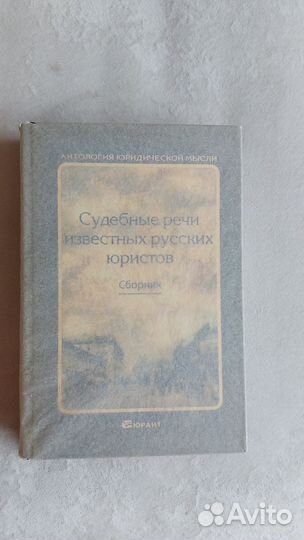 АНТОЛОГИЯ ЮРИДИЧЕСКОЙ МЫСЛИ
Судебные речи
известных русских
юристов
Сборник
ЮРАЙТ
Avito